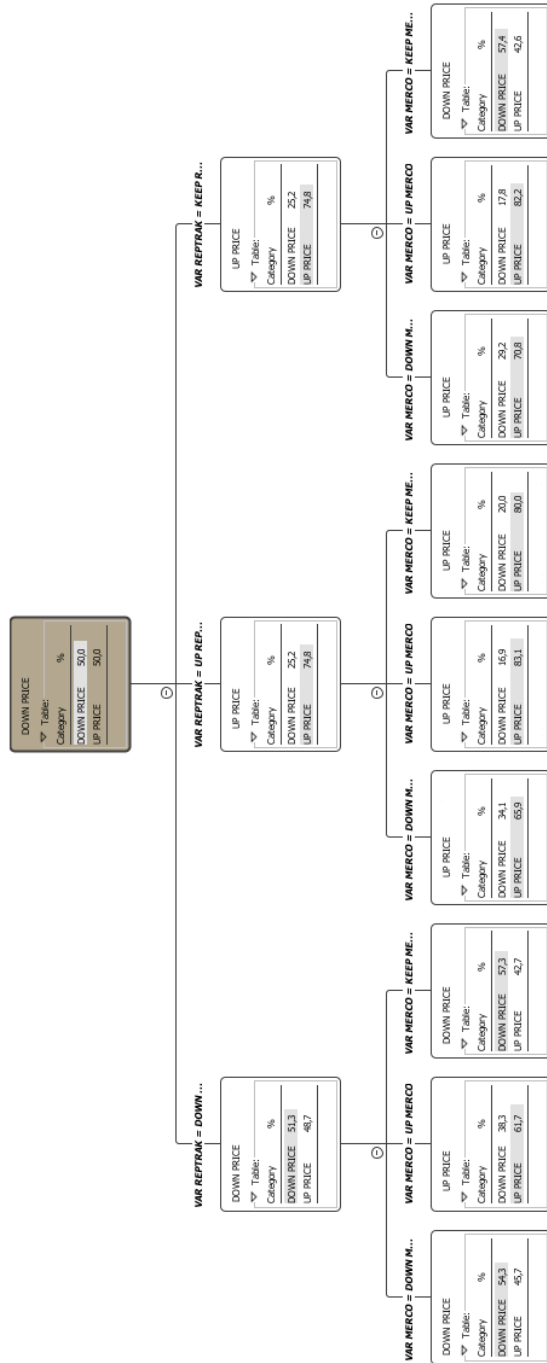 DOWN PRICE
Table:
Category %
DOWN PRICE 50,0
UP PRICE 50,0
VAR REPTRAK = DOWN ...
DOWN PRICE
Table:
Category %
DOWN PRICE 51,3
UP PRICE 48,7
VAR REPTRAK = UP REP...
UP PRICE
Table:
Category %
DOWN PRICE 25,2
UP PRICE 74,8
VAR REPTRAK = KEEP R...
UP PRICE
Table:
Category %
DOWN PRICE 25,2
UP PRICE 74,8
VAR MERCO = DOWN M...
DOWN PRICE
Table:
Category %
DOWN PRICE 54,3
UP PRICE 45,7
VAR MERCO = UP MERCO
UP PRICE
Table:
Category %
DOWN PRICE 38,3
UP PRICE 61,7
VAR MERCO = KEEP ME...
DOWN PRICE
Table:
Category %
DOWN PRICE 57,3
UP PRICE 42,7
VAR MERCO = DOWN M...
UP PRICE
Table:
Category %
DOWN PRICE 34,1
UP PRICE 65,9
VAR MERCO = UP MERCO
UP PRICE
Table:
Category %
DOWN PRICE 16,9
UP PRICE 83,1
VAR MERCO = KEEP ME...
UP PRICE
Table:
Category %
DOWN PRICE 20,0
UP PRICE 80,0
VAR MERCO = DOWN M...
UP PRICE
Table:
Category %
DOWN PRICE 29,2
UP PRICE 70,8
VAR MERCO = UP MERCO
UP PRICE
Table:
Category %
DOWN PRICE 17,8
UP PRICE 82,2
VAR MERCO = KEEP ME...
DOWN PRICE
Table:
Category %
DOWN PRICE 57,4
UP PRICE 42,6